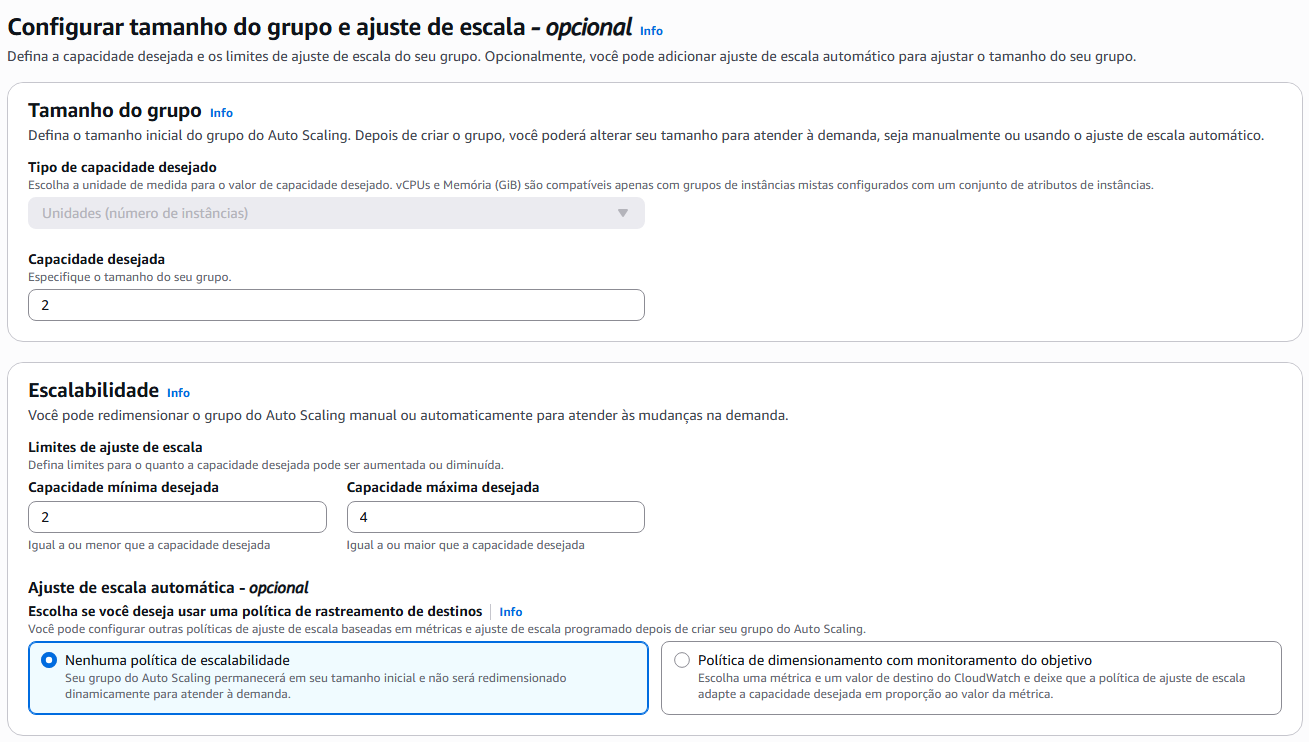 Configurar tamanho do grupo e ajuste de escala - opcional Info
Defina a capacidade desejada e os limites de ajuste de escala do seu grupo. Opcionalmente, você pode adicionar ajuste de escala automático para ajustar o tamanho do seu grupo.
Tamanho do grupo Info
Defina o tamanho inicial do grupo do Auto Scaling. Depois de criar o grupo, você poderá alterar seu tamanho para atender à demanda, seja manualmente ou usando o ajuste de escala automático.
Tipo de capacidade desejado
Escolha a unidade de medida para o valor de capacidade desejado. vCPUs e Memória (GiB) são compatíveis apenas com grupos de instâncias mistas configurados com um conjunto de atributos de instâncias.
Unidades (número de instâncias)
Capacidade desejada
Especifique o tamanho do seu grupo.
2
Escalabilidade Info
Você pode redimensionar o grupo do Auto Scaling manual ou automaticamente para atender às mudanças na demanda.
Limites de ajuste de escala
Defina limites para o quanto a capacidade desejada pode ser aumentada ou diminuída.
Capacidade mínima desejada
2
Igual a ou menor que a capacidade desejada
Capacidade máxima desejada
4
Igual a ou maior que a capacidade desejada
Ajuste de escala automática - opcional
Escolha se você deseja usar uma política de rastreamento de destinos Info
Você pode configurar outras políticas de ajuste de escala baseadas em métricas e ajuste de escala programado depois de criar seu grupo do Auto Scaling.
Nenhuma política de escalabilidade
Seu grupo do Auto Scaling permanecerá em seu tamanho inicial e não será redimensionado
dinamicamente para atender à demanda.
Política de dimensionamento com monitoramento do objetivo
Escolha uma métrica e um valor de destino do CloudWatch e deixe que a política de ajuste de escala
adapte a capacidade desejada em proporção ao valor da métrica.